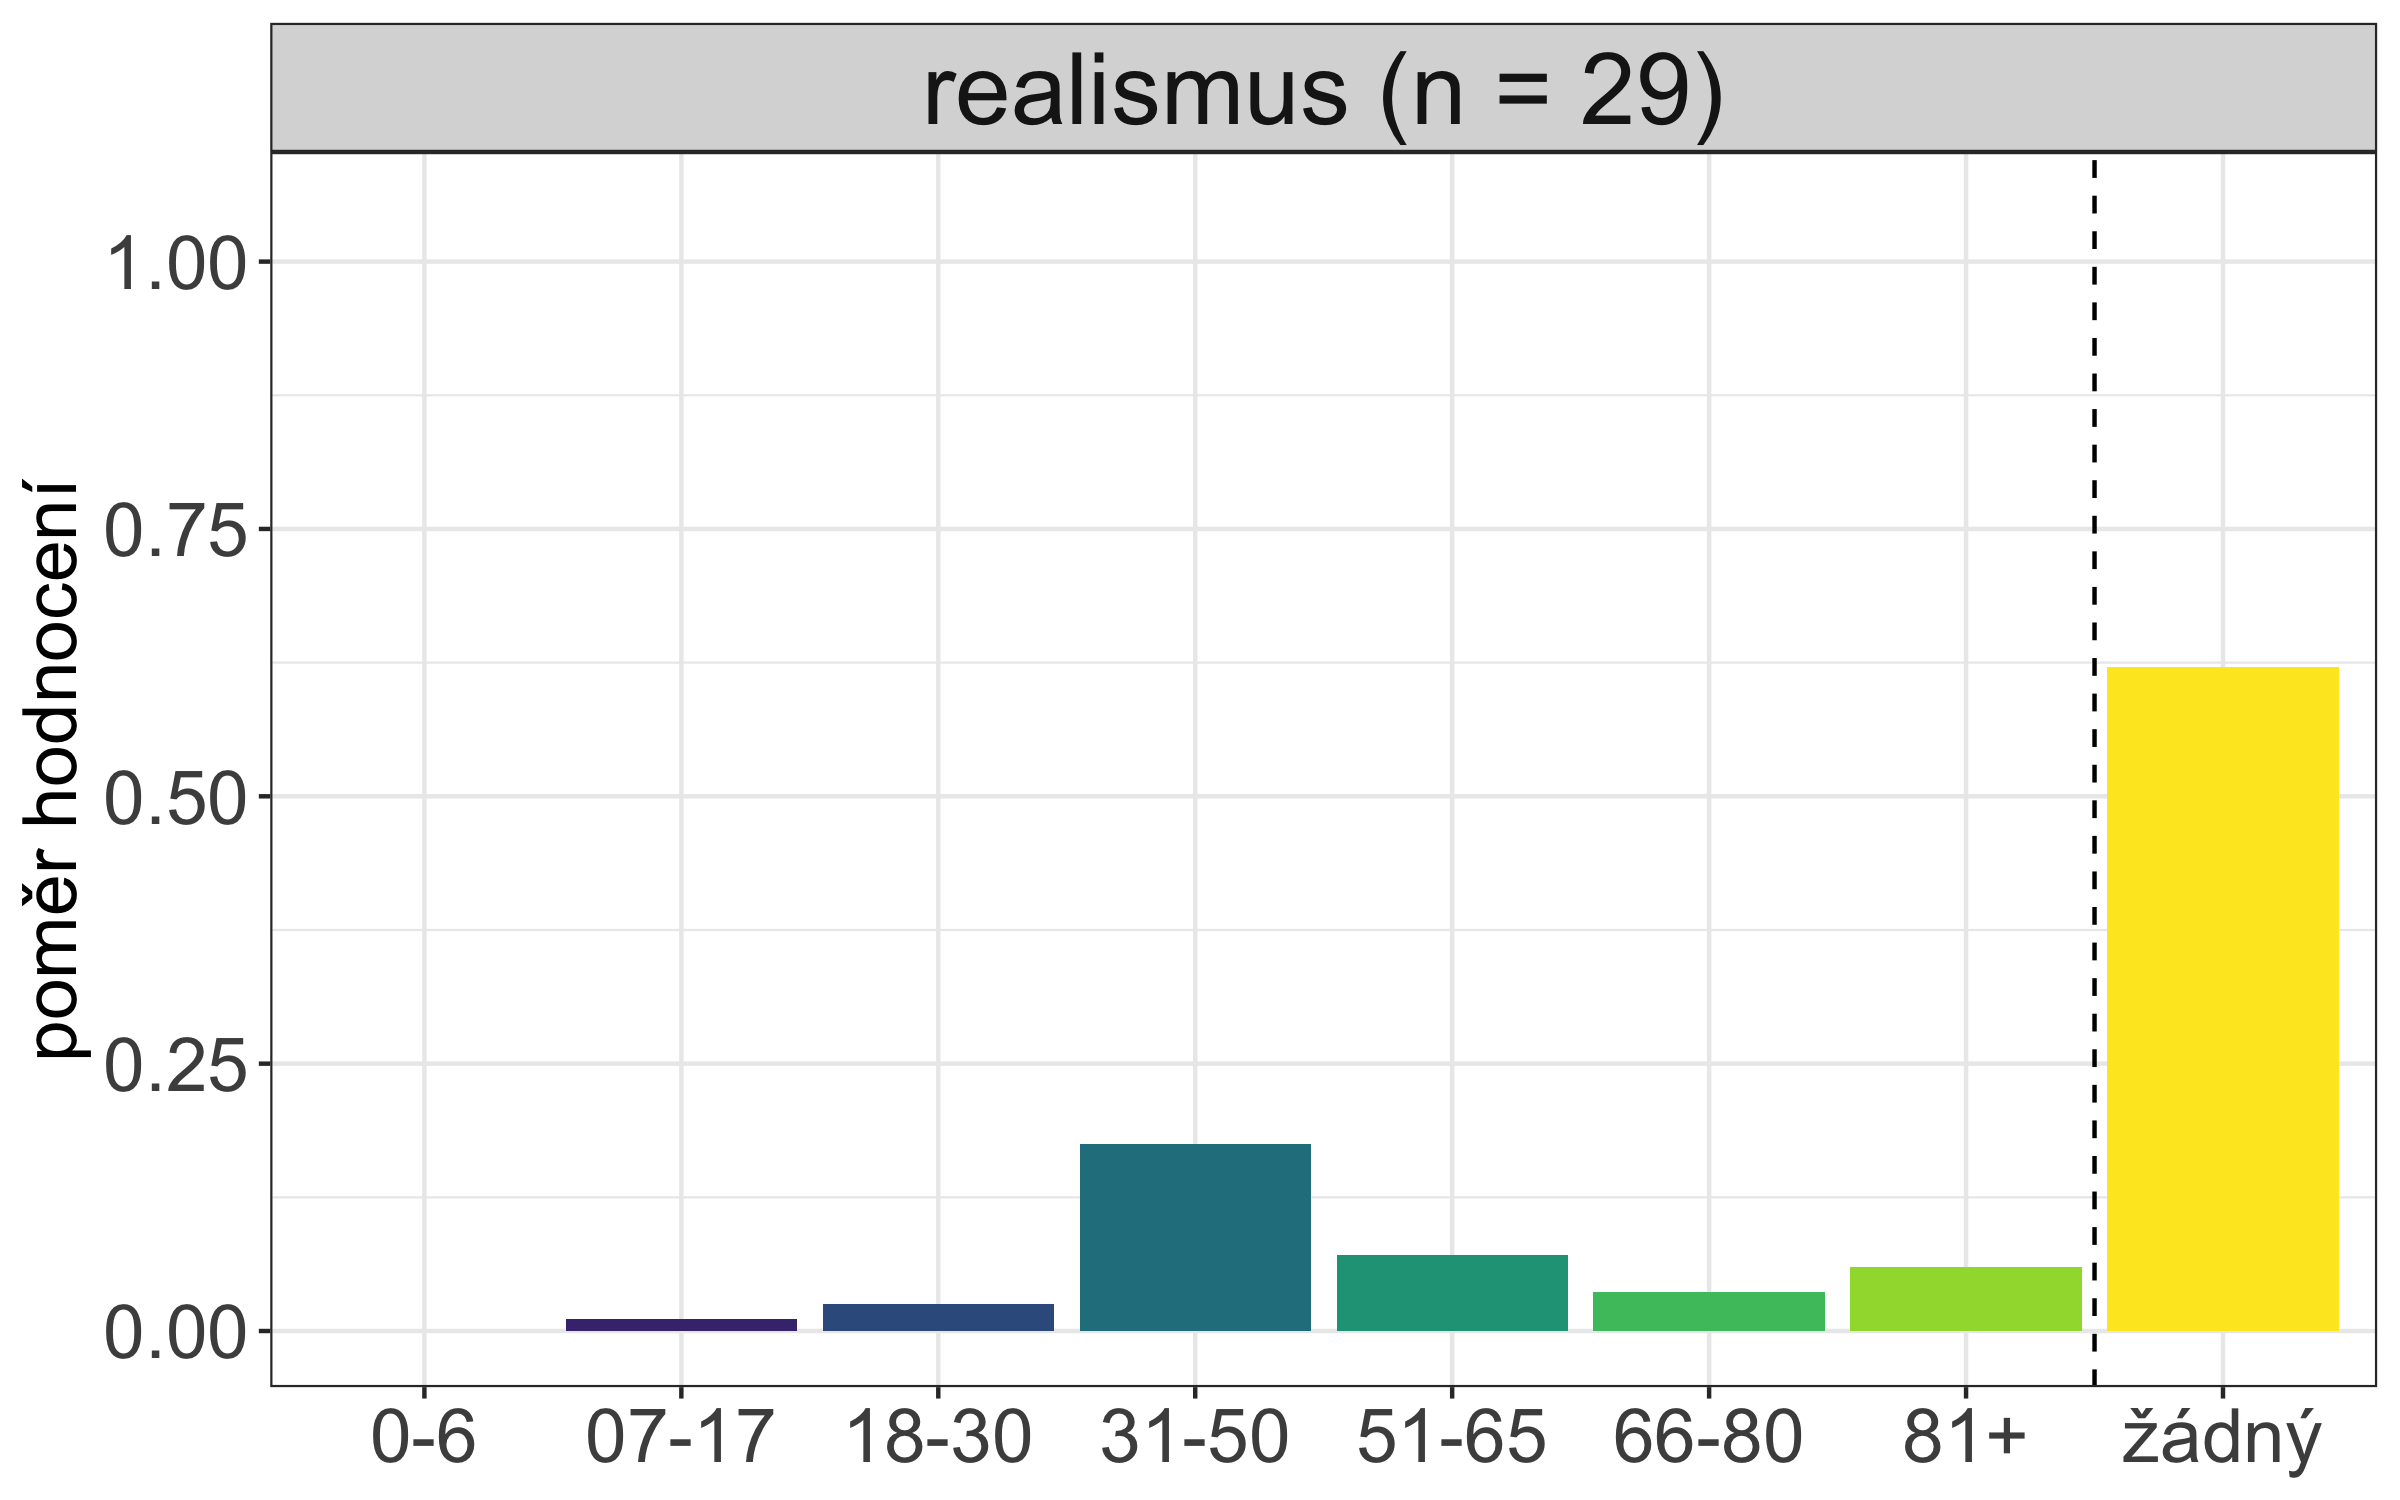 realismus (n = 29)
poměr hodnocení
1.00
0.75
0.50
0.25
0.00
0-6 07-17 18-30 31-50 51-65 66-80 81+ žádný